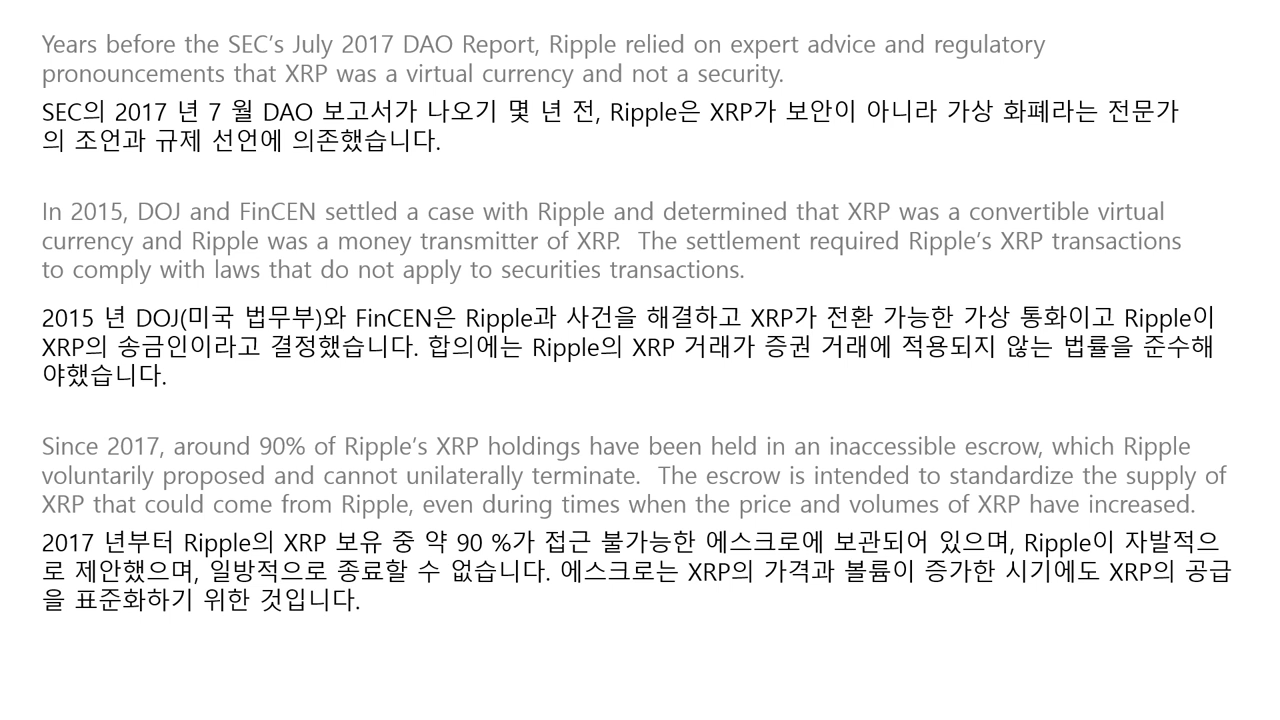 Years before the SEC’s July 2017 DAO Report, Ripple relied on expert advice and regulatory
pronouncements that XRP was a virtual currency and not a security.
SEC의 2017 년 7 월 DAO 보고서가 나오기 몇 년 전, Ripple은 XRP가 보안이 아니라 가상 화폐라는 전문가
의 조언과 규제 선언에 의존했습니다.
In 2015, DOJ and FinCEN settled a case with Ripple and determined that XRP was a convertible virtual
currency and Ripple was a money transmitter of XRP.  The settlement required Ripple’s XRP transactions
to comply with laws that do not apply to securities transactions.
2015 년 DOJ(미국 법무부)와 FinCEN은 Ripple과 사건을 해결하고 XRP가 전환 가능한 가상 통화이고 Ripple이
XRP의 송금인이라고 결정했습니다. 합의에는 Ripple의 XRP 거래가 증권 거래에 적용되지 않는 법률을 준수해
야했습니다.
Since 2017, around 90% of Ripple’s XRP holdings have been held in an inaccessible escrow, which Ripple
voluntarily proposed and cannot unilaterally terminate.  The escrow is intended to standardize the supply of
XRP that could come from Ripple, even during times when the price and volumes of XRP have increased.
2017 년부터 Ripple의 XRP 보유 중 약 90 %가 접근 불가능한 에스크로에 보관되어 있으며, Ripple이 자발적으
로 제안했으며, 일방적으로 종료할 수 없습니다. 에스크로는 XRP의 가격과 볼륨이 증가한 시기에도 XRP의 공급
을 표준화하기 위한 것입니다.